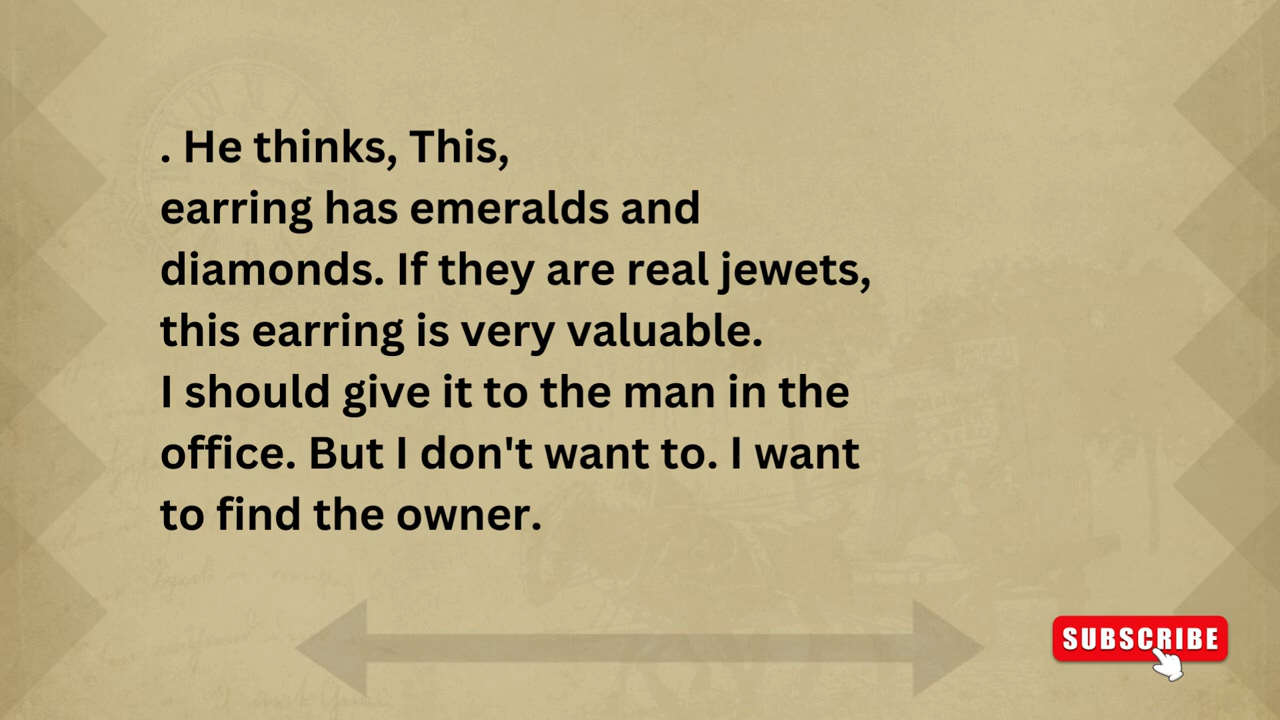 . He thinks, This,
earring has emeralds and
diamonds. If they are real jewets,
this earring is very valuable.
I should give it to the man in the
office. But I don't want to. I want
to find the owner.
SUBSCRIBE